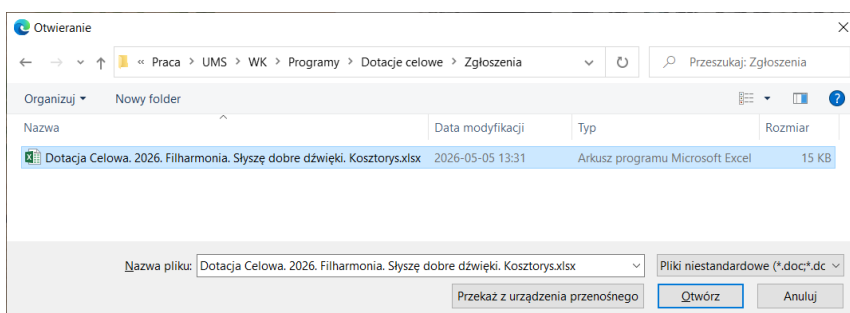 Otwieranie
« Praca > UMS > WK > Programy > Dotacje celowe > Zgłoszenia
Przeszukaj: Zgłoszenia
Organizuj
Nowy folder
Nazwa Data modyfikacji Typ Rozmiar
Dotacja Celowa. 2026. Filharmonia. Słyszę dobre dźwięki. Kosztorys.xlsx 2026-05-05 13:31 Arkusz programu Microsoft Excel 15 KB
Nazwa pliku: Dotacja Celowa. 2026. Filharmonia. Słyszę dobre dźwięki. Kosztorys.xlsx Pliki niestandardowe (*.doc;*.dc
Przekaż z urządzenia przenośnego Otwórz Anuluj